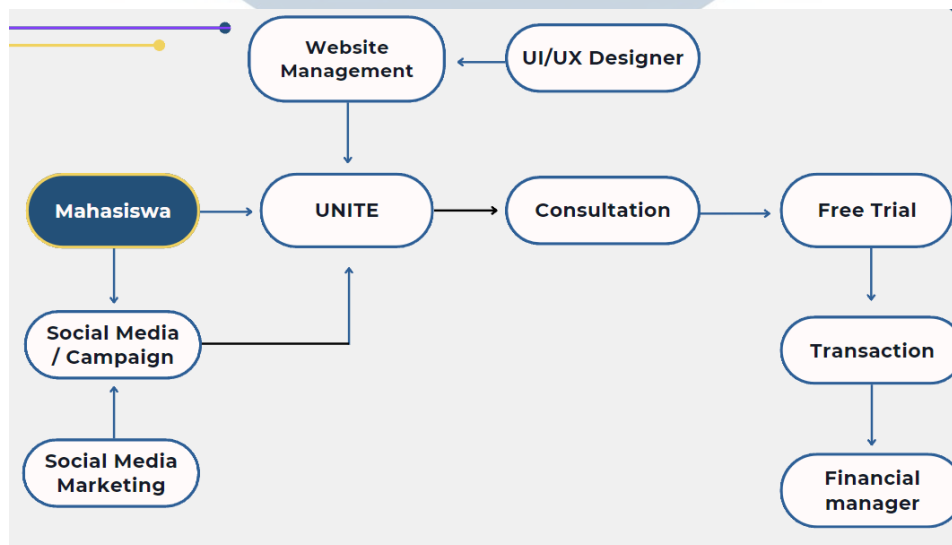 Website
Management
UI/UX Designer
Mahasiswa
UNITE
Consultation
Free Trial
Social Media
/ Campaign
Transaction
Social Media
Marketing
Financial
manager